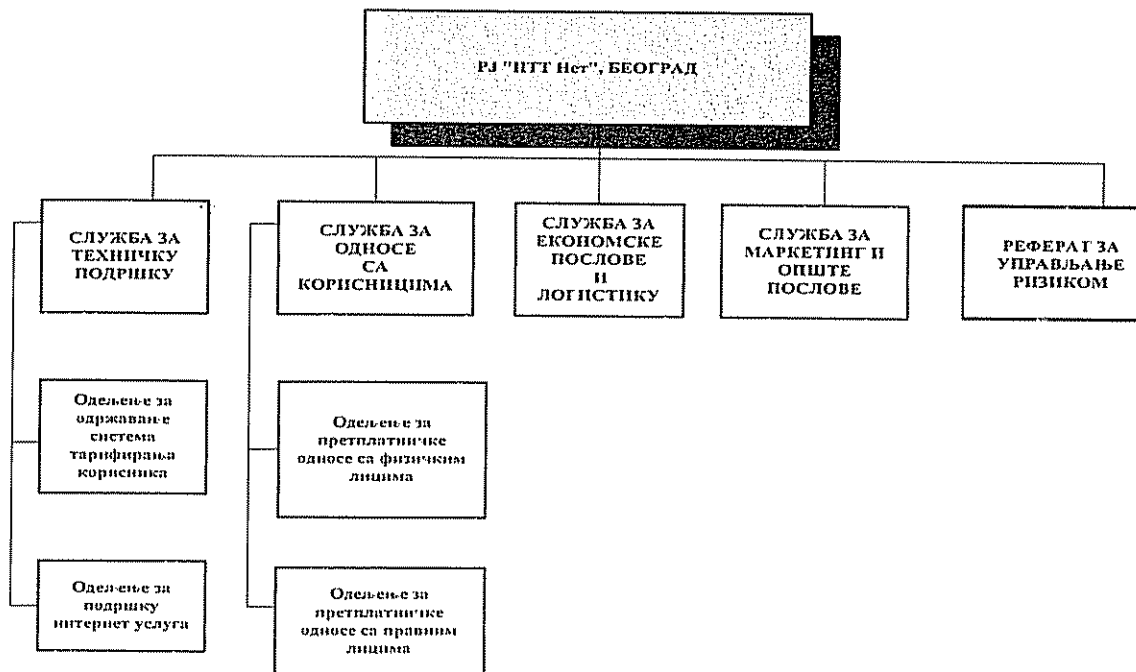 РЈ "ПТТ Нет", БЕОГРАД
СЛУЖБА ЗА
ТЕХНИЧКУ
ПОДРШКУ
СЛУЖБА ЗА
ОДНОСЕ
СА
КОРИСНИЦИМА
СЛУЖБА ЗА
ЕКОНОМСКЕ
ПОСЛОВЕ
И
ЛОГИСТИКУ
СЛУЖБА ЗА
МАРКЕТИНГ И
ОПШТЕ
ПОСЛОВЕ
РЕФЕРАТ ЗА
УПРАВЉАЊЕ
РИЗИКОМ
Одељење за
одржавање
система
тарифирања
корисника
Одељење за
претплатничке
односе са физичким
лицима
Одељење за
подршку
интернет услуга
Одељење за
претплатничке
односе са правним
лицима